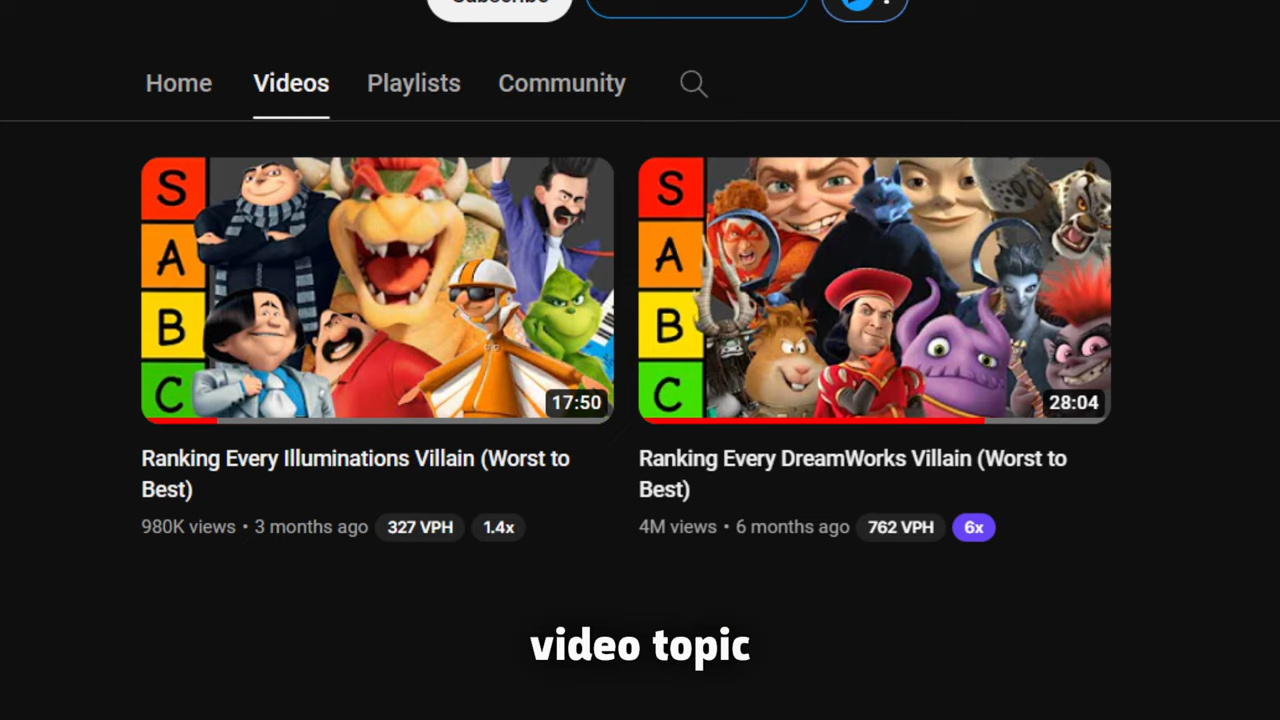 Subscribe
Home Videos Playlists Community
S
A
B
C
17:50
S
A
B
C
28:04
Ranking Every Illuminations Villain (Worst to
Best)
980K views • 3 months ago 327 VPH 1.4x
Ranking Every DreamWorks Villain (Worst to
Best)
4M views • 6 months ago 762 VPH 6x
video topic